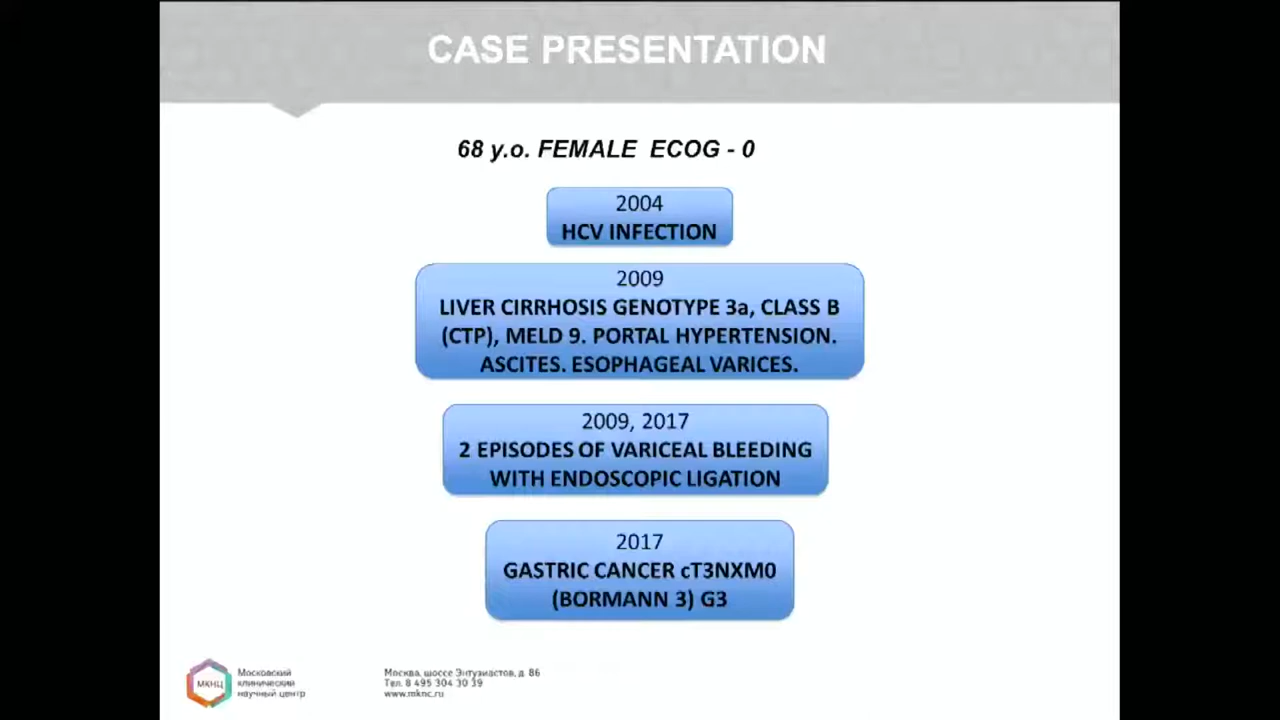 CASE PRESENTATION
68 y.o. FEMALE ECOG - 0
2004
HCV INFECTION
2009
LIVER CIRRHOSIS GENOTYPE 3a, CLASS B
(CTP), MELD 9. PORTAL HYPERTENSION.
ASCITES. ESOPHAGEAL VARICES.
2009, 2017
2 EPISODES OF VARICEAL BLEEDING
WITH ENDOSCOPIC LIGATION
2017
GASTRIC CANCER cT3NXM0
(BORMANN 3) G3
МКНЦ
Московский
клинический
научный центр
Москва, шоссе Энтузиастов, д. 86
Тел. 8 495 304 30 39
www.mknc.ru